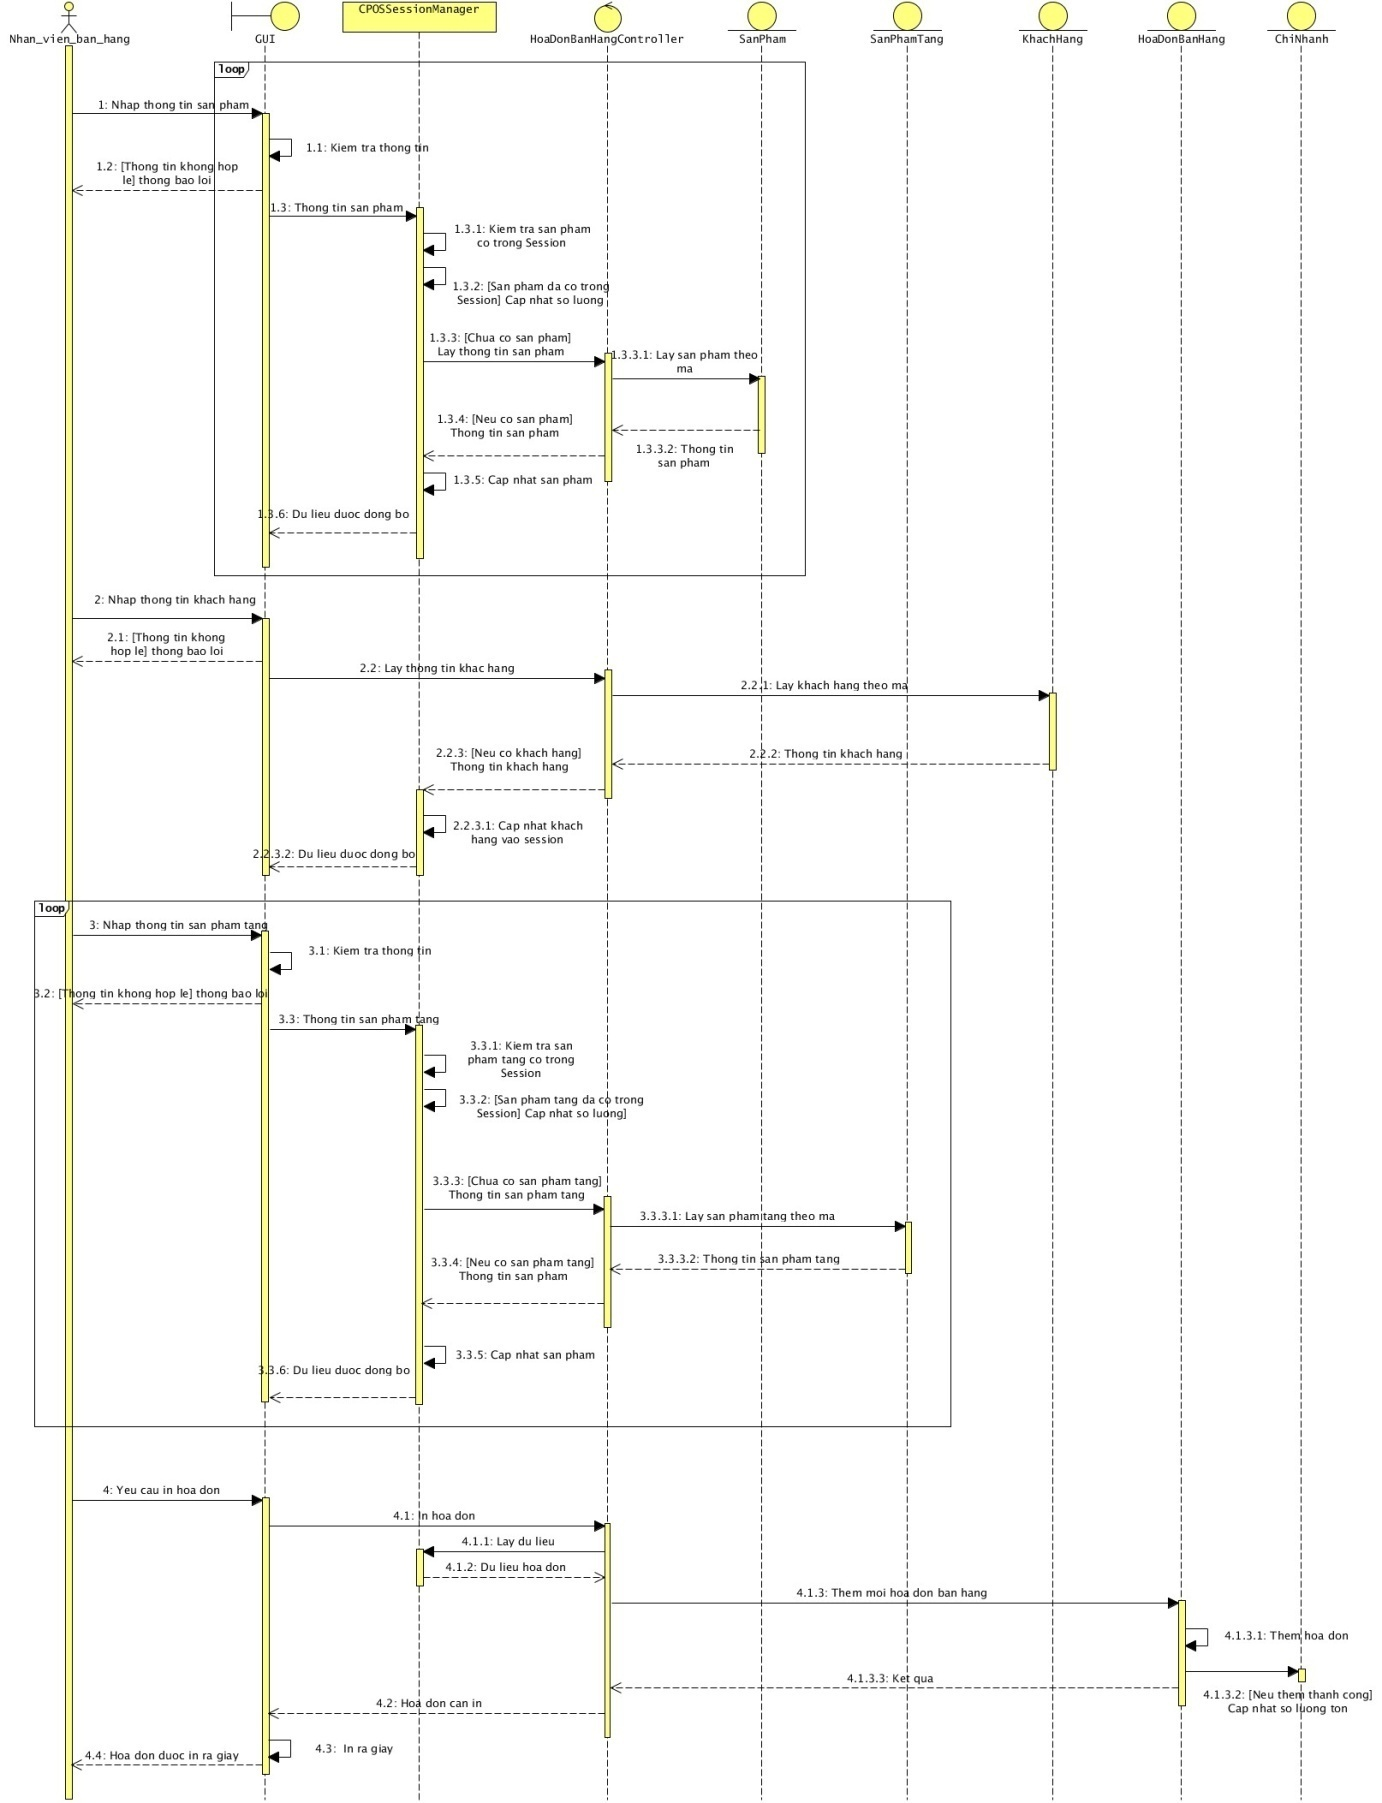 CPOSSessionManager
Nhan_vien_ban_hang
GUI
HoaDonBanHangController
SanPham
SanPhamTang
KhachHang
HoaDonBanHang
ChiNhanh
loop
1: Nhap thong tin san pham
1.1: Kiem tra thong tin
1.2: [Thong tin khong hop
le] thong bao loi
1.3: Thong tin san pham
1.3.1: Kiem tra san pham
co trong Session
1.3.2: [San pham da co trong
Session] Cap nhat so luong
1.3.3: [Chua co san pham]
Lay thong tin san pham
1.3.3.1: Lay san pham theo
ma
1.3.4: [Neu co san pham]
Thong tin san pham
1.3.3.2: Thong tin
san pham
1.3.5: Cap nhat san pham
1.3.6: Du lieu duoc dong bo
2: Nhap thong tin khach hang
2.1: [Thong tin khong
hop le] thong bao loi
2.2: Lay thong tin khac hang
2.2.1: Lay khach hang theo ma
2.2.3: [Neu co khach hang]
Thong tin khach hang
2.2.2: Thong tin khach hang
2.2.3.1: Cap nhat khach
hang vao session
2.2.3.2: Du lieu duoc dong bo
loop
3: Nhap thong tin san pham tang
3.1: Kiem tra thong tin
3.2: [Thong tin khong hop le] thong bao loi
3.3: Thong tin san pham tang
3.3.1: Kiem tra san
pham tang co trong
Session
3.3.2: [San pham tang da co trong
Session] Cap nhat so luong]
3.3.3: [Chua co san pham tang]
Thong tin san pham tang
3.3.3.1: Lay san pham tang theo ma
3.3.4: [Neu co san pham tang]
Thong tin san pham
3.3.3.2: Thong tin san pham tang
3.3.5: Cap nhat san pham
3.3.6: Du lieu duoc dong bo
4: Yeu cau in hoa don
4.1: In hoa don
4.1.1: Lay du lieu
4.1.2: Du lieu hoa don
4.1.3: Them moi hoa don ban hang
4.1.3.1: Them hoa don
4.1.3.3: Ket qua
4.1.3.2: [Neu them thanh cong]
Cap nhat so luong ton
4.2: Hoa don can in
4.3: In ra giay
4.4: Hoa don duoc in ra giay